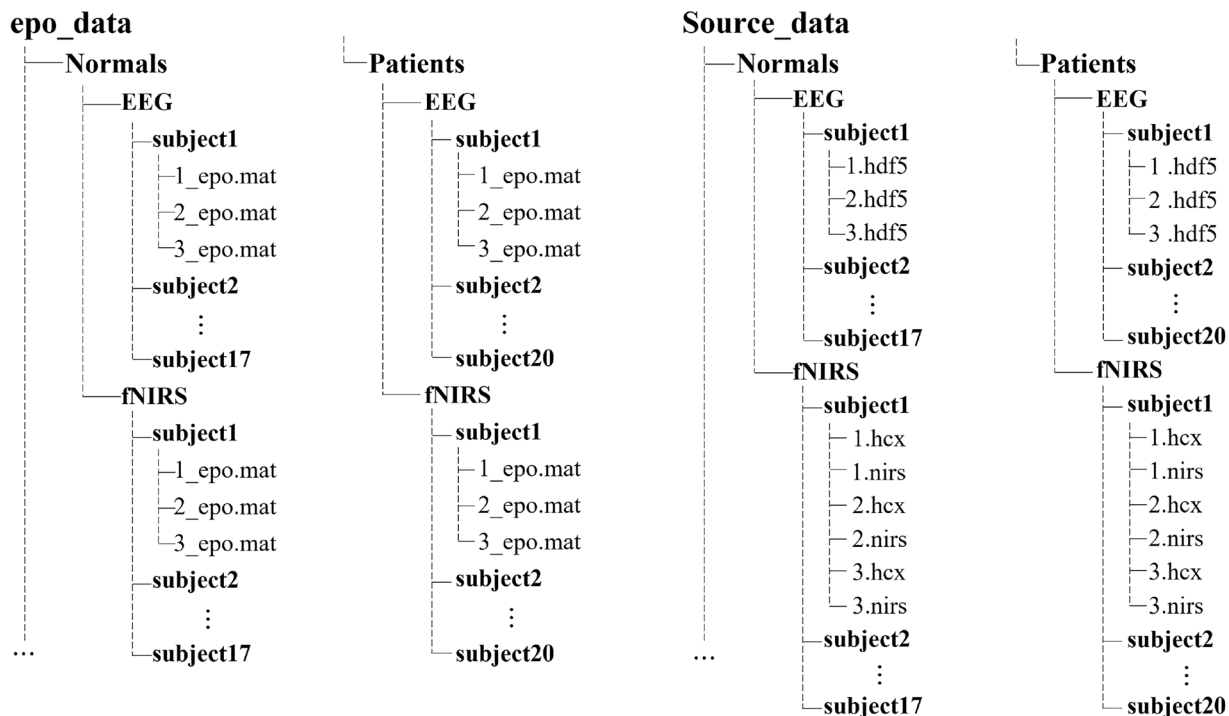 epo_data
Normals
EEG
subject1
1_epo.mat
2_epo.mat
3_epo.mat
subject2
⋮
subject17
fNIRS
subject1
1_epo.mat
2_epo.mat
3_epo.mat
subject2
⋮
subject17
...
Patients
EEG
subject1
1_epo.mat
2_epo.mat
3_epo.mat
subject2
⋮
subject20
fNIRS
subject1
1_epo.mat
2_epo.mat
3_epo.mat
subject2
⋮
subject20
Source_data
Normals
EEG
subject1
1.hdf5
2.hdf5
3.hdf5
subject2
⋮
subject17
fNIRS
subject1
1.hcx
1.nirs
2.hcx
2.nirs
3.hcx
3.nirs
subject2
⋮
subject17
...
Patients
EEG
subject1
1 .hdf5
2 .hdf5
3 .hdf5
subject2
⋮
subject20
fNIRS
subject1
1.hcx
1.nirs
2.hcx
2.nirs
3.hcx
3.nirs
subject2
⋮
subject20